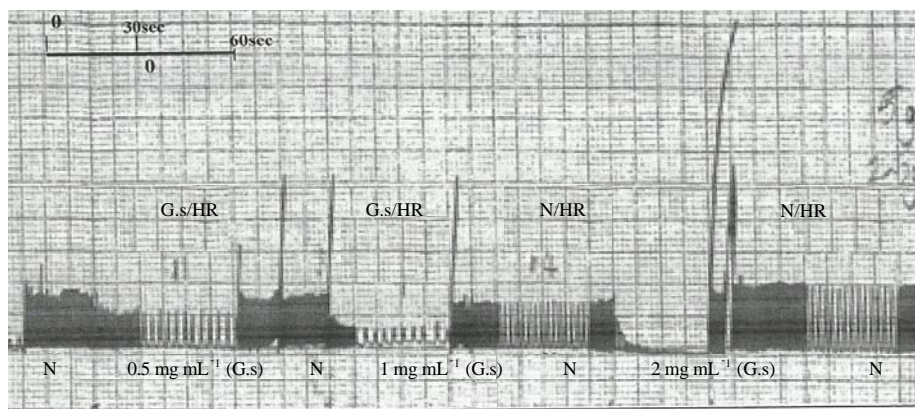 0
30sec
60sec
0
G.s/HR G.s/HR N/HR N/HR
N 0.5 mg mL⁻¹ (G.s) N 1 mg mL⁻¹ (G.s) N 2 mg mL⁻¹ (G.s) N